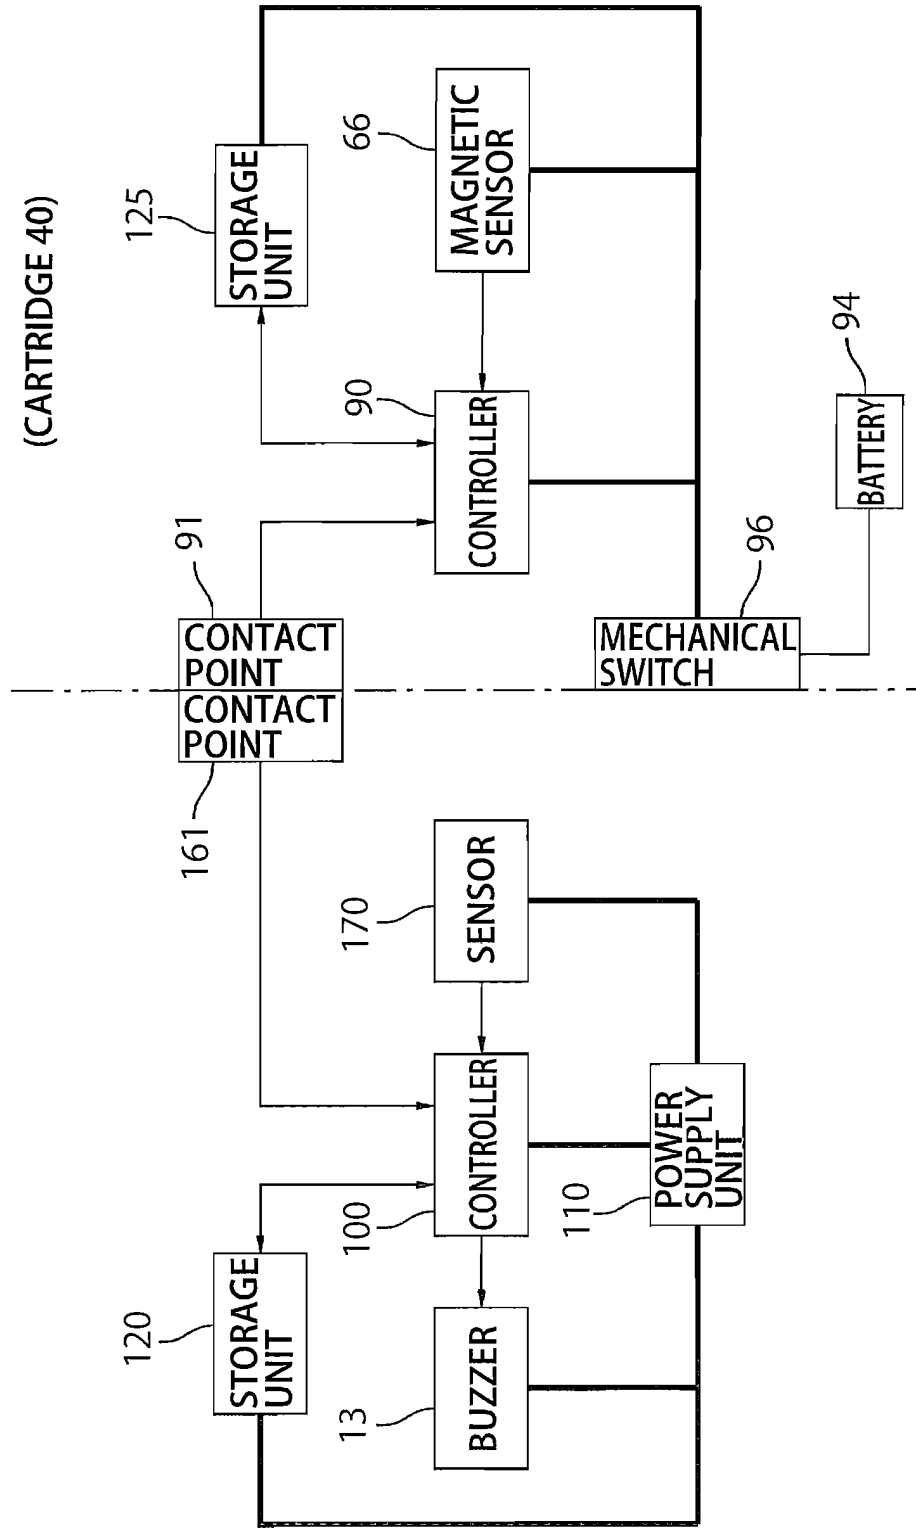 (CARTRIDGE 40)
120
STORAGE
UNIT
161
CONTACT
POINT
91
CONTACT
POINT
125
STORAGE
UNIT
13
BUZZER
100
CONTROLLER
170
SENSOR
90
CONTROLLER
66
MAGNETIC
SENSOR
110
POWER
SUPPLY
UNIT
MECHANICAL
SWITCH
96
BATTERY
94